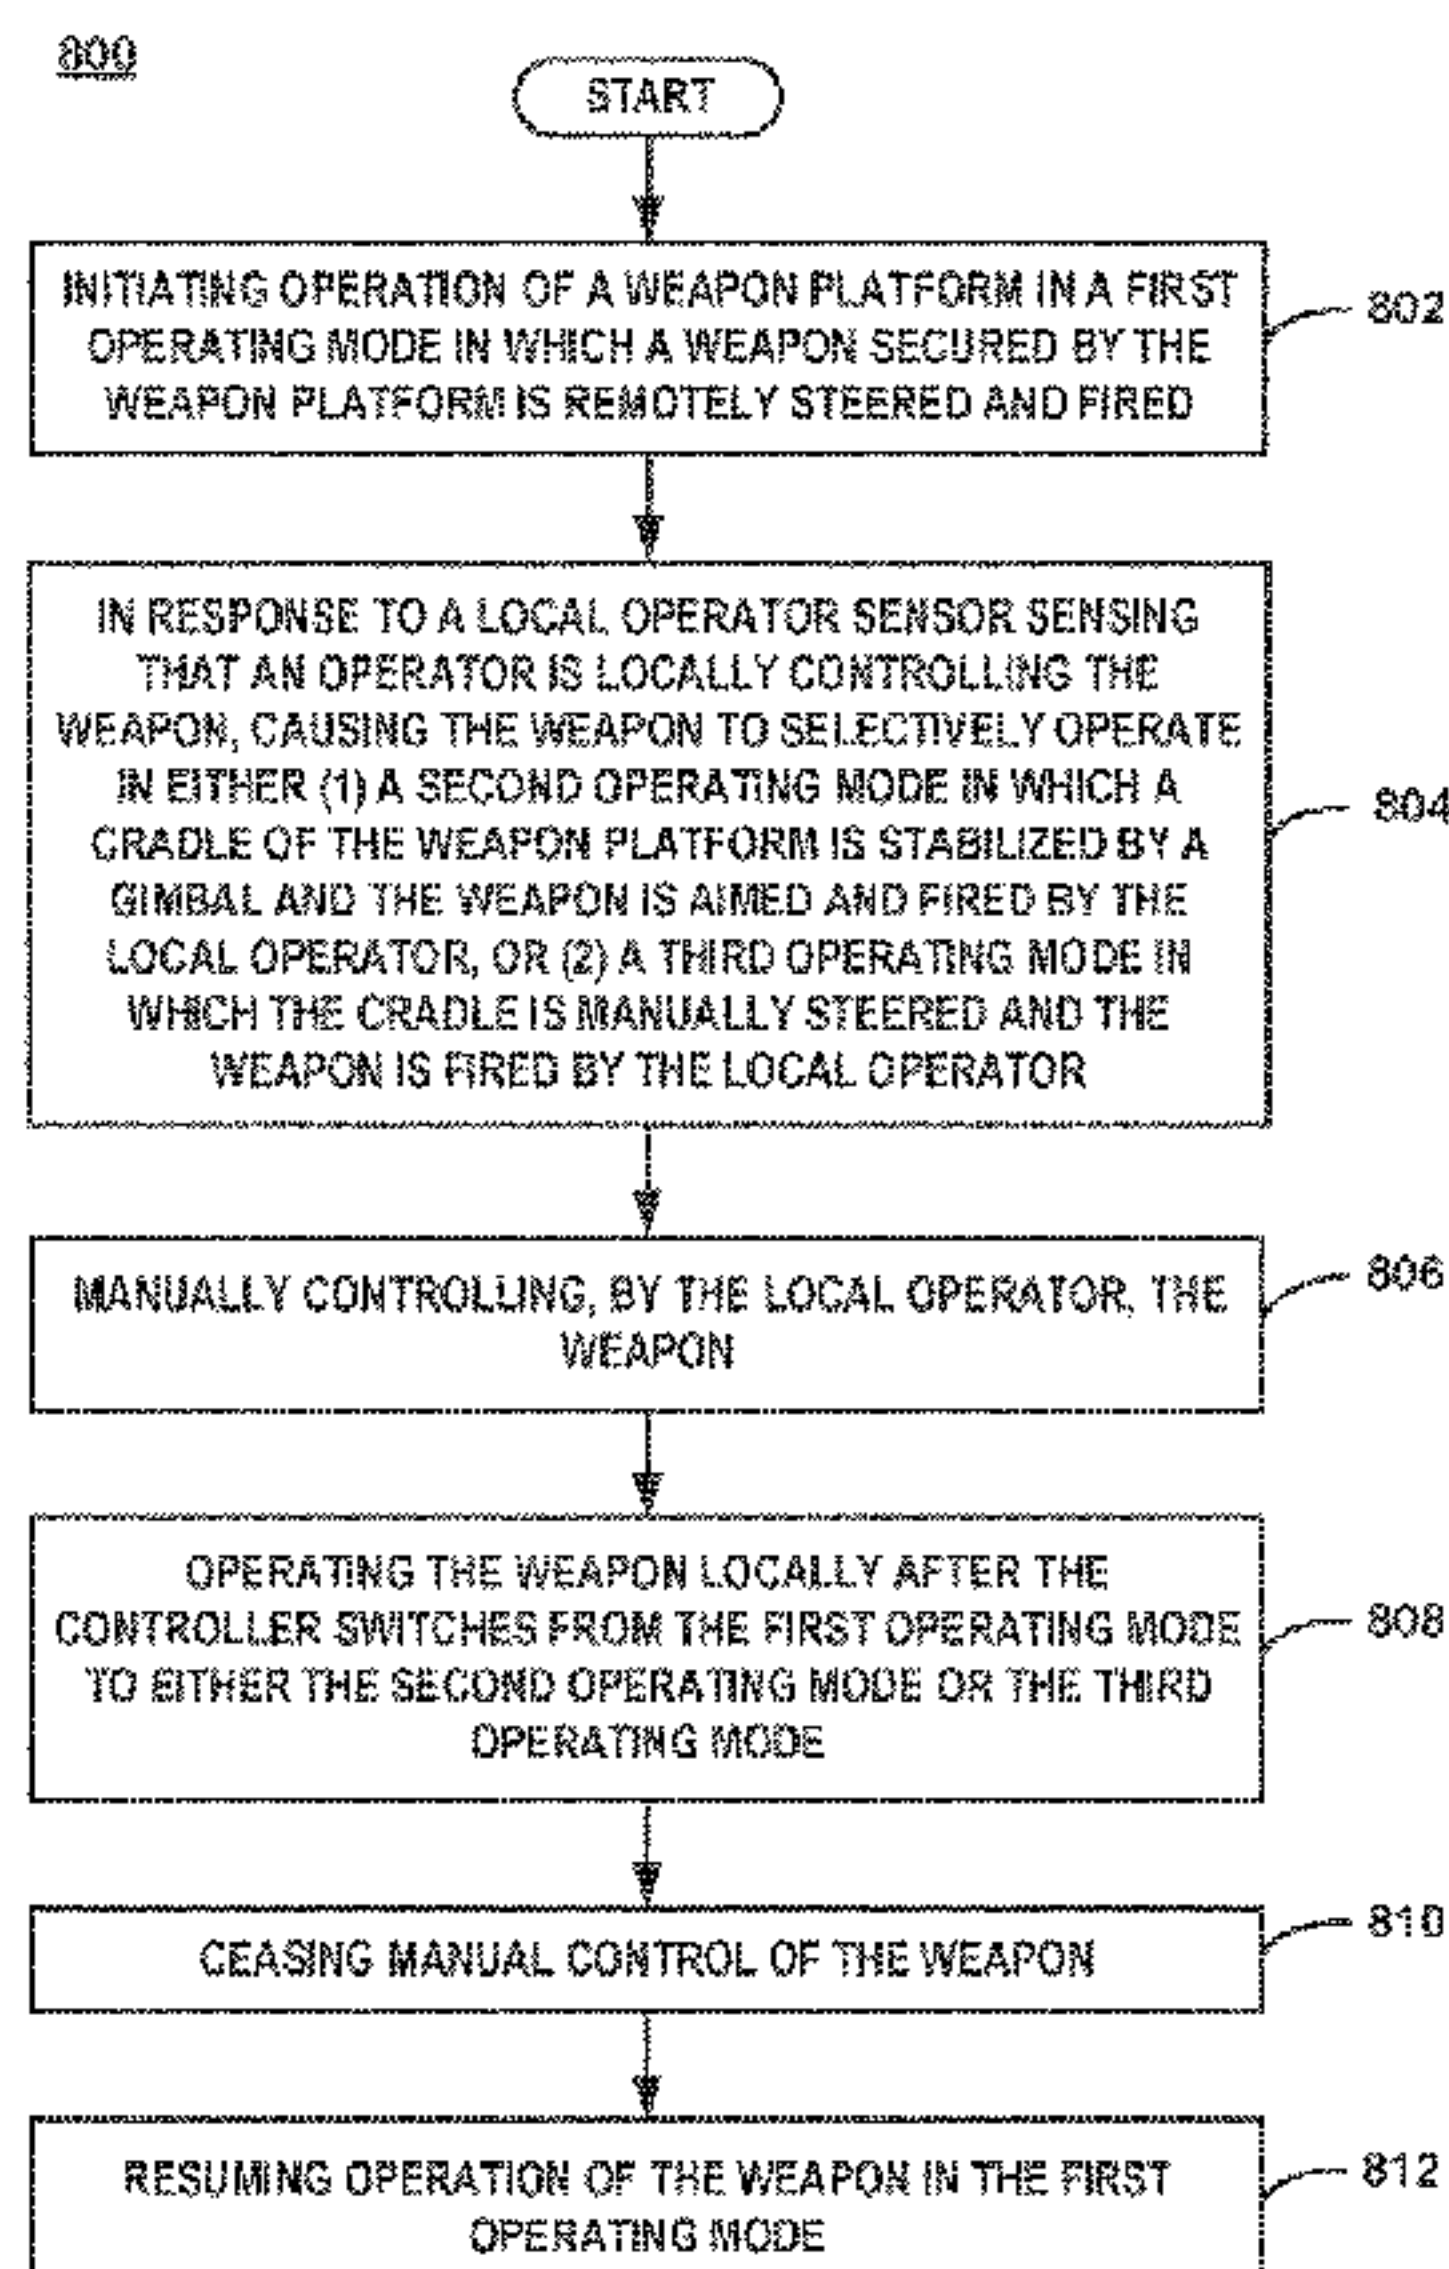 800
START
INITIATING OPERATION OF A WEAPON PLATFORM IN A FIRST
OPERATING MODE IN WHICH A WEAPON SECURED BY THE
WEAPON PLATFORM IS REMOTELY STEERED AND FIRED
802
IN RESPONSE TO A LOCAL OPERATOR SENSOR SENSING
THAT AN OPERATOR IS LOCALLY CONTROLLING THE
WEAPON, CAUSING THE WEAPON TO SELECTIVELY OPERATE
IN EITHER (1) A SECOND OPERATING MODE IN WHICH A
CRADLE OF THE WEAPON PLATFORM IS STABILIZED BY A
GIMBAL AND THE WEAPON IS AIMED AND FIRED BY THE
LOCAL OPERATOR, OR (2) A THIRD OPERATING MODE IN
WHICH THE CRADLE IS MANUALLY STEERED AND THE
WEAPON IS FIRED BY THE LOCAL OPERATOR
804
MANUALLY CONTROLLING, BY THE LOCAL OPERATOR, THE
WEAPON
806
OPERATING THE WEAPON LOCALLY AFTER THE
CONTROLLER SWITCHES FROM THE FIRST OPERATING MODE
TO EITHER THE SECOND OPERATING MODE OR THE THIRD
OPERATING MODE
808
CEASING MANUAL CONTROL OF THE WEAPON
810
RESUMING OPERATION OF THE WEAPON IN THE FIRST
OPERATING MODE
812